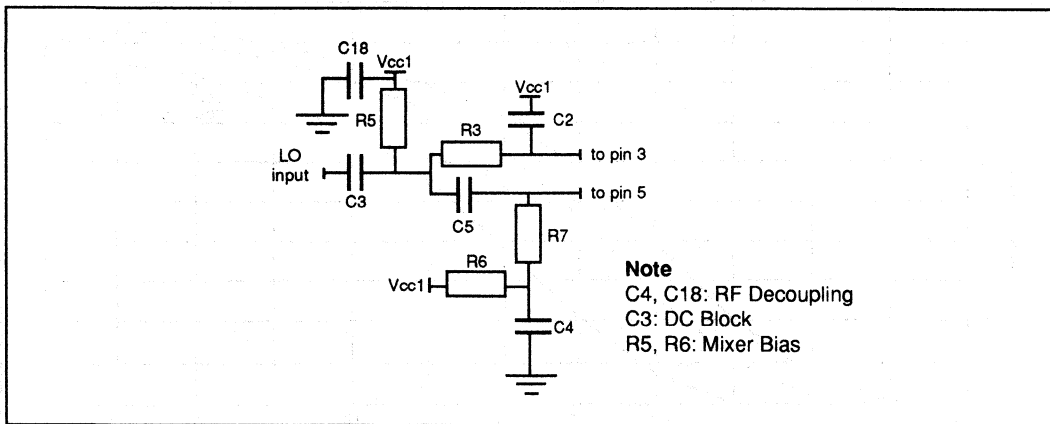 C18
Vcc1
Vcc1
R5
R3
C2
LO
input
to pin 3
C3
to pin 5
C5
R7
R6
Vcc1
C4
Note
C4, C18: RF Decoupling
C3: DC Block
R5, R6: Mixer Bias